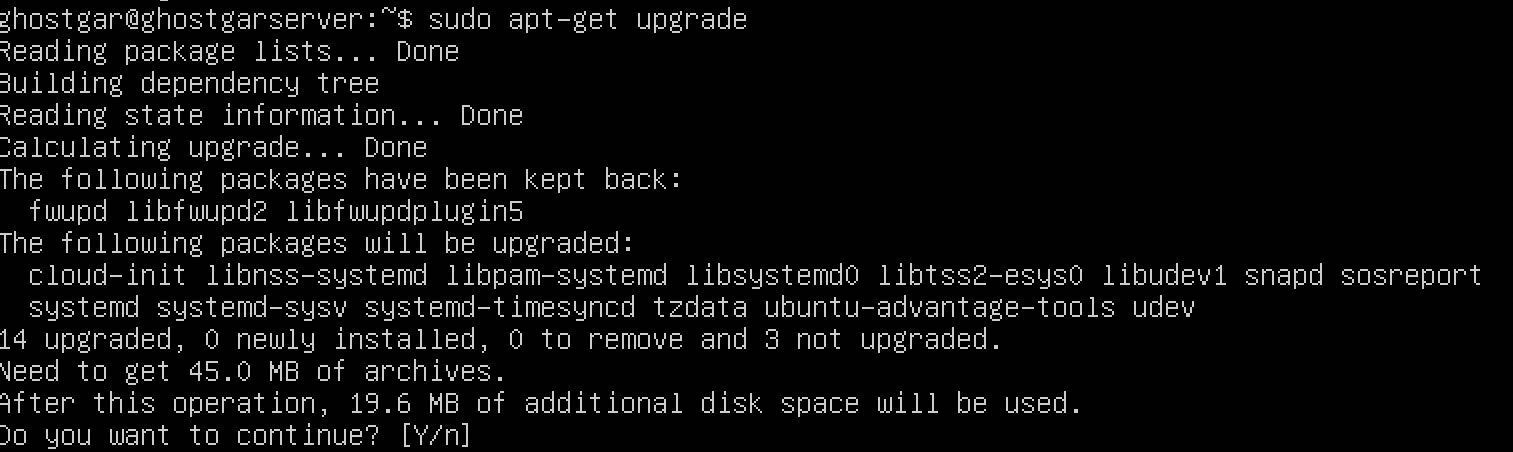 ghostgar@ghostgarserver:~$ sudo apt-get upgrade
Reading package lists... Done
Building dependency tree
Reading state information... Done
Calculating upgrade... Done
The following packages have been kept back:
  fwupd libfwupd2 libfwupdplugin5
The following packages will be upgraded:
  cloud-init libnss-systemd libpam-systemd libsystemd0 libtss2-esys0 libudev1 snapd sosreport
  systemd systemd-sysv systemd-timesyncd tzdata ubuntu-advantage-tools udev
14 upgraded, 0 newly installed, 0 to remove and 3 not upgraded.
Need to get 45.0 MB of archives.
After this operation, 19.6 MB of additional disk space will be used.
Do you want to continue? [Y/n]